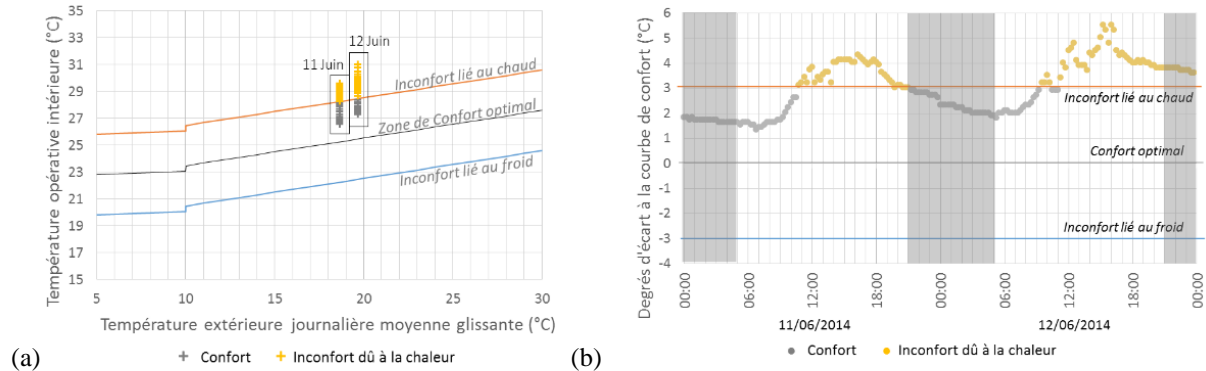 (a)
Température opérative intérieure (°C)
35
33
31
29
27
25
23
21
19
17
15
12 Juin
11 Juin
Inconfort lié au chaud
Zone de Confort optimal
Inconfort lié au froid
5
10
15
20
25
30
Température extérieure journalière moyenne glissante (°C)
+ Confort + Inconfort dû à la chaleur
(b)
Degrés d'écart à la courbe de confort (°C)
6
5
4
3
2
1
0
-1
-2
-3
-4
Inconfort lié au chaud
Confort optimal
Inconfort lié au froid
00:00
06:00
12:00
18:00
00:00
06:00
12:00
18:00
00:00
11/06/2014
12/06/2014
Confort Inconfort dû à la chaleur